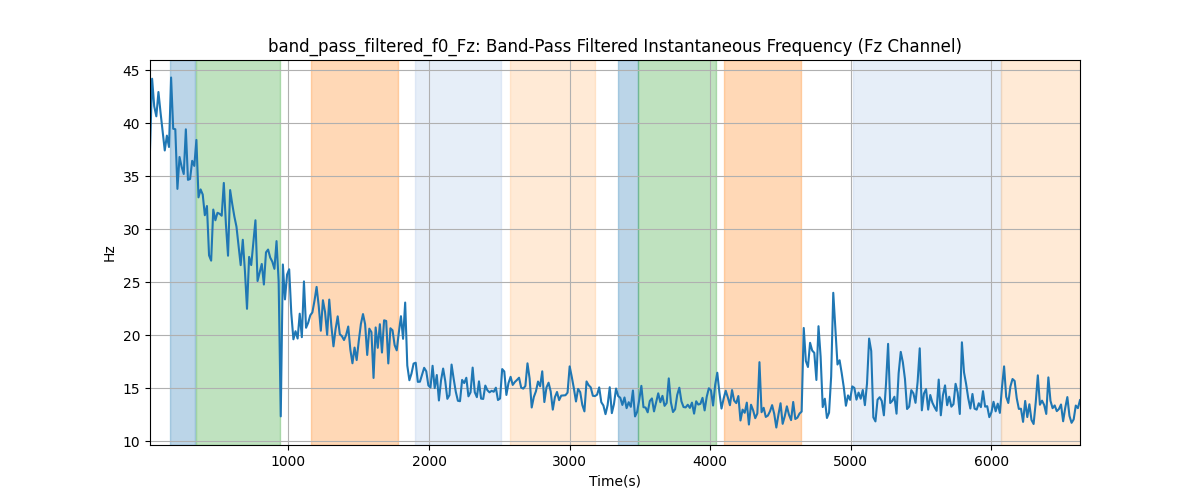 band_pass_filtered_f0_Fz: Band-Pass Filtered Instantaneous Frequency (Fz Channel)
45
40
35
30
25
20
15
10
Hz
1000 2000 3000 4000 5000 6000
Time(s)